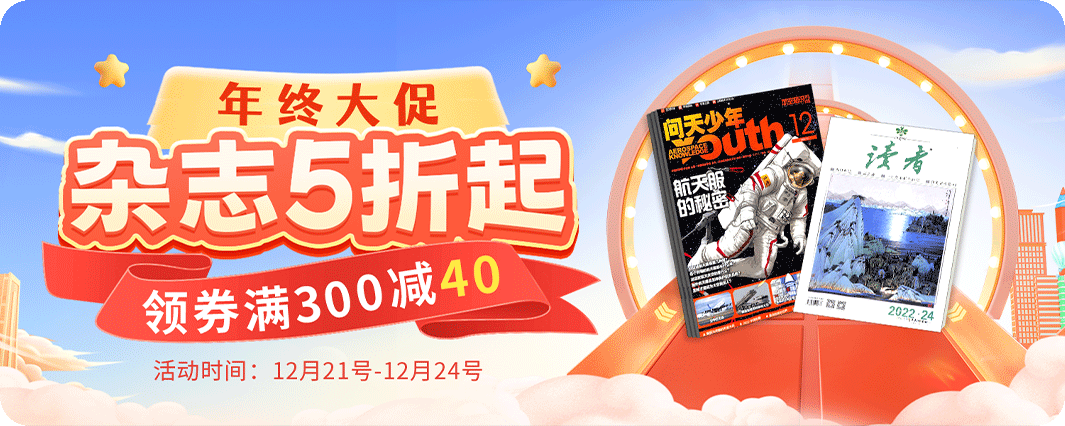 年终大促
杂志5折起
领券满300减40
活动时间：12月21号-12月24号
问天少年
Youth
12
AEROSPACE
KNOWLEDGE
航天服
的秘密
读者
2022·24